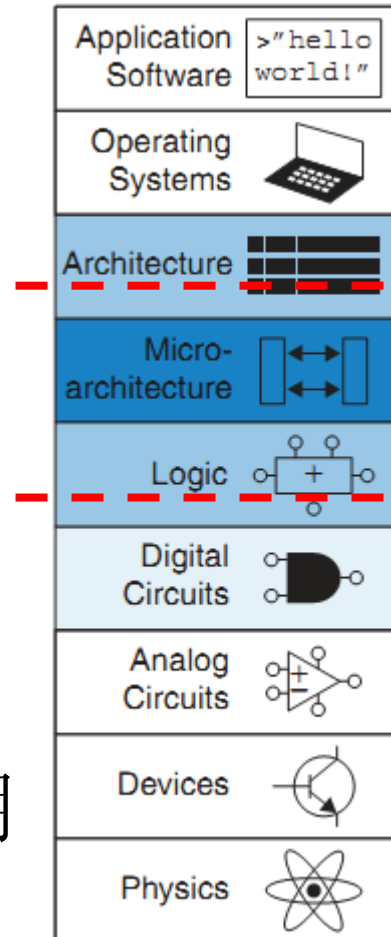 Application
Software
>"hello
world!"
Operating
Systems
Architecture
Micro-
architecture
Logic
+
Digital
Circuits
Analog
Circuits
+
−
Devices
Physics